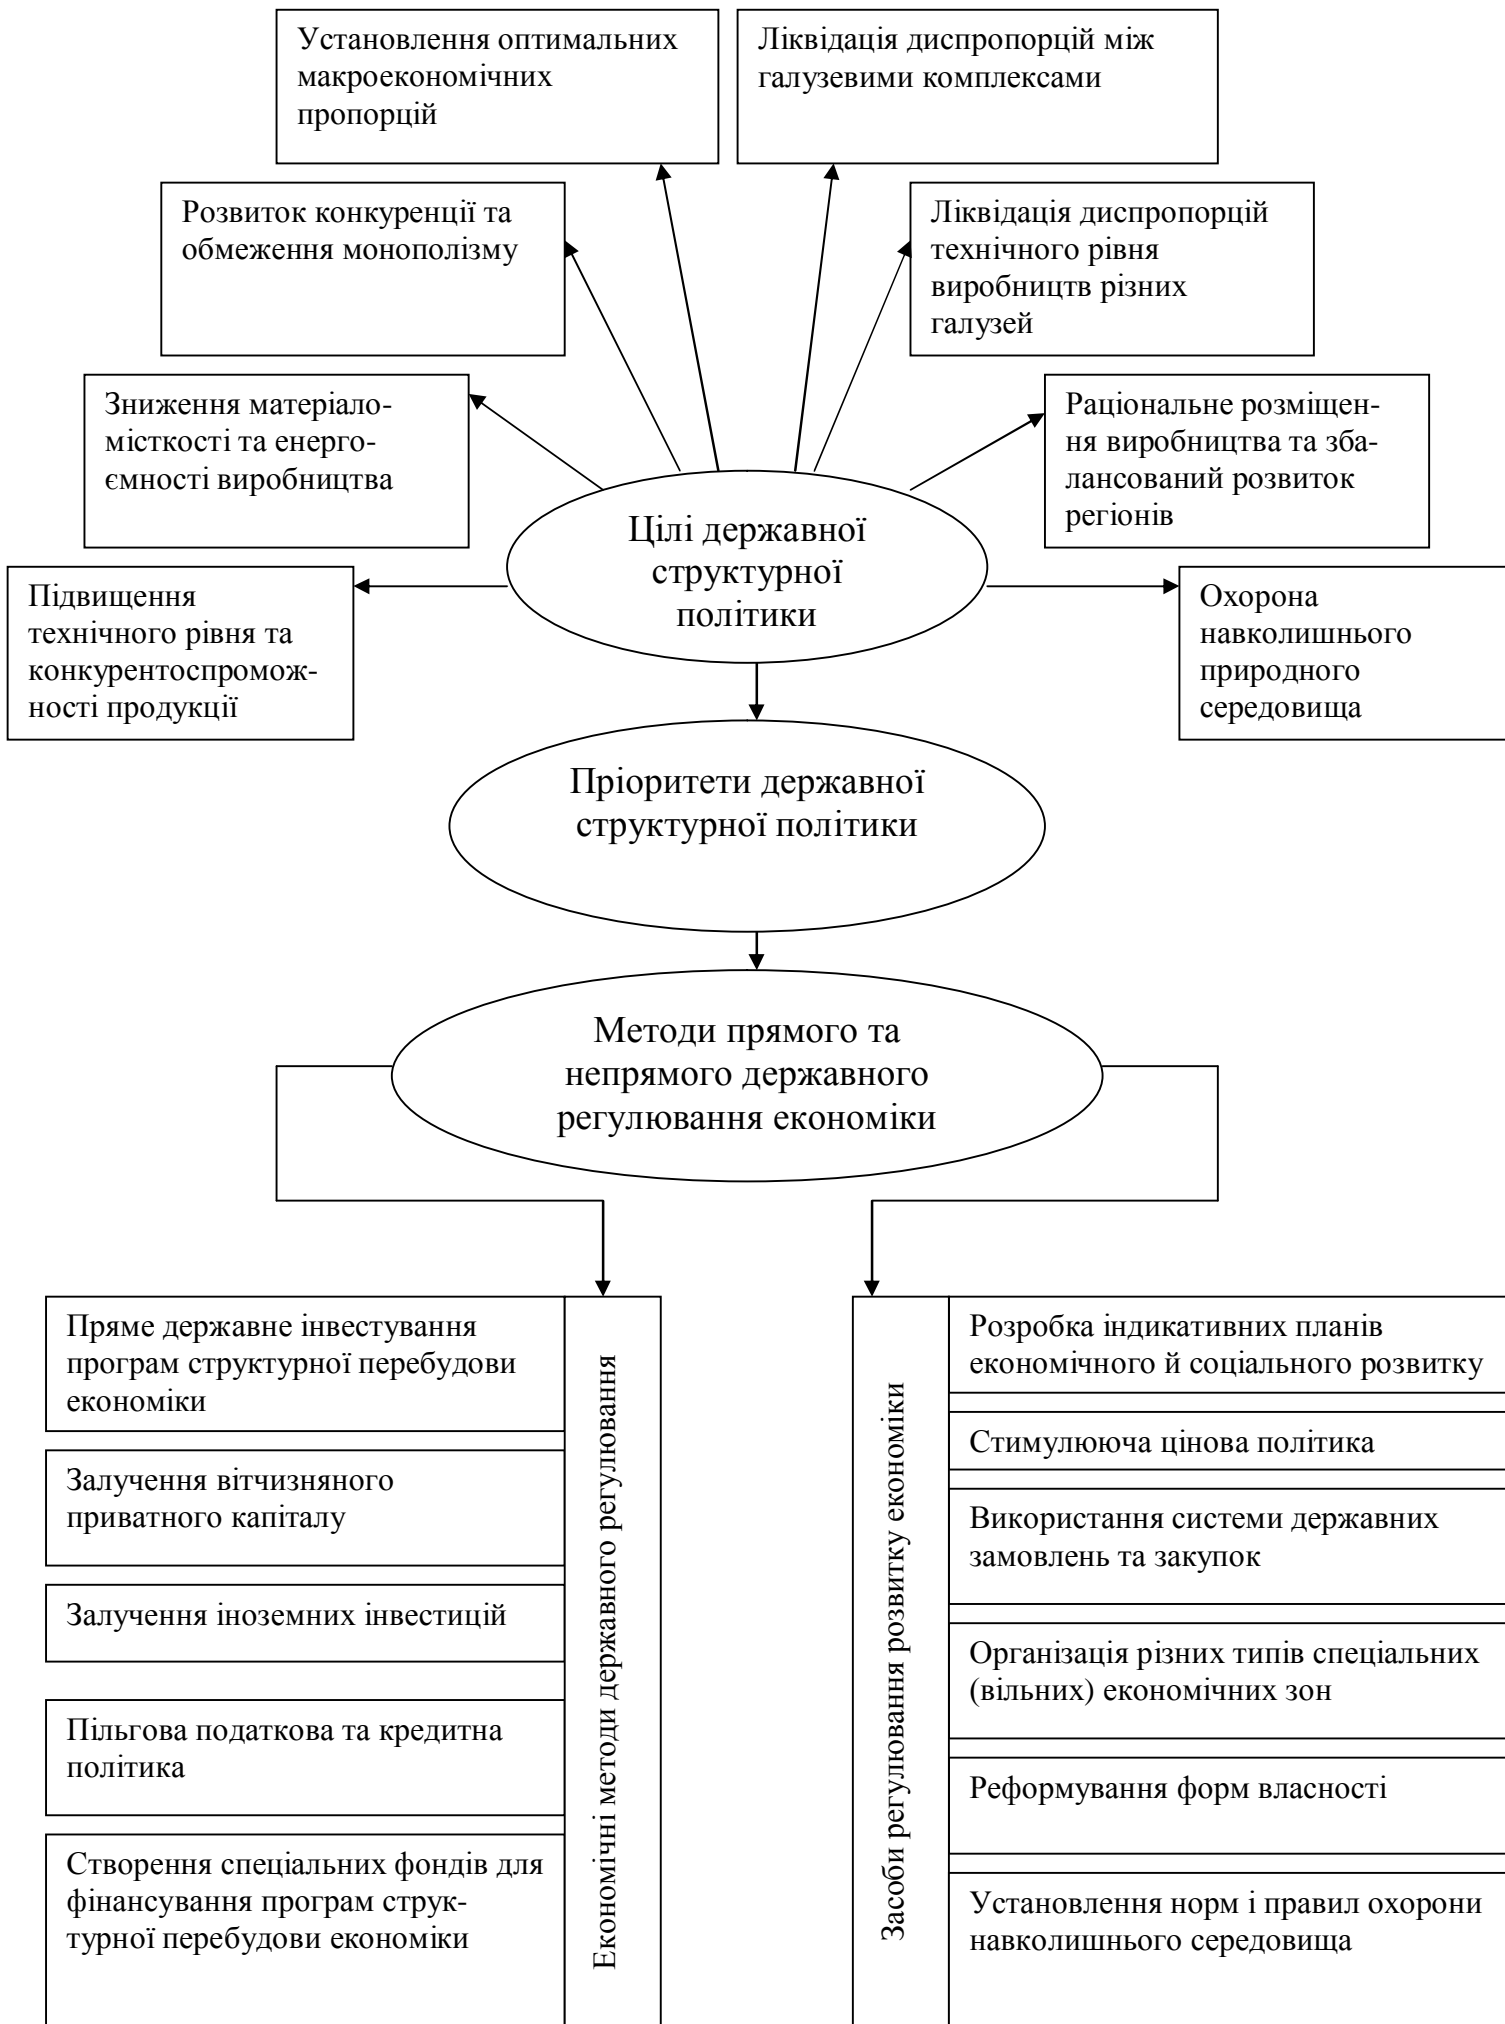 Установлення оптимальних
макроекономічних
пропорцій
Ліквідація диспропорцій між
галузевими комплексами
Розвиток конкуренції та
обмеження монополізму
Ліквідація диспропорцій
технічного рівня
виробництв різних
галузей
Зниження матеріало-
місткості та енерго-
ємності виробництва
Раціональне розміщен-
ня виробництва та зба-
лансований розвиток
регіонів
Цілі державної
структурної
політики
Підвищення
технічного рівня та
конкурентоспромож-
ності продукції
Охорона
навколишнього
природного
середовища
Пріоритети державної
структурної політики
Методи прямого та
непрямого державного
регулювання економіки
Пряме державне інвестування
програм структурної перебудови
економіки
Залучення вітчизняного
приватного капіталу
Залучення іноземних інвестицій
Пільгова податкова та кредитна
політика
Створення спеціальних фондів для
фінансування програм струк-
турної перебудови економіки
Економічні методи державного регулювання
Засоби регулювання розвитку економіки
Розробка індикативних планів
економічного й соціального розвитку
Стимулююча цінова політика
Використання системи державних
замовлень та закупок
Організація різних типів спеціальних
(вільних) економічних зон
Реформування форм власності
Установлення норм і правил охорони
навколишнього середовища